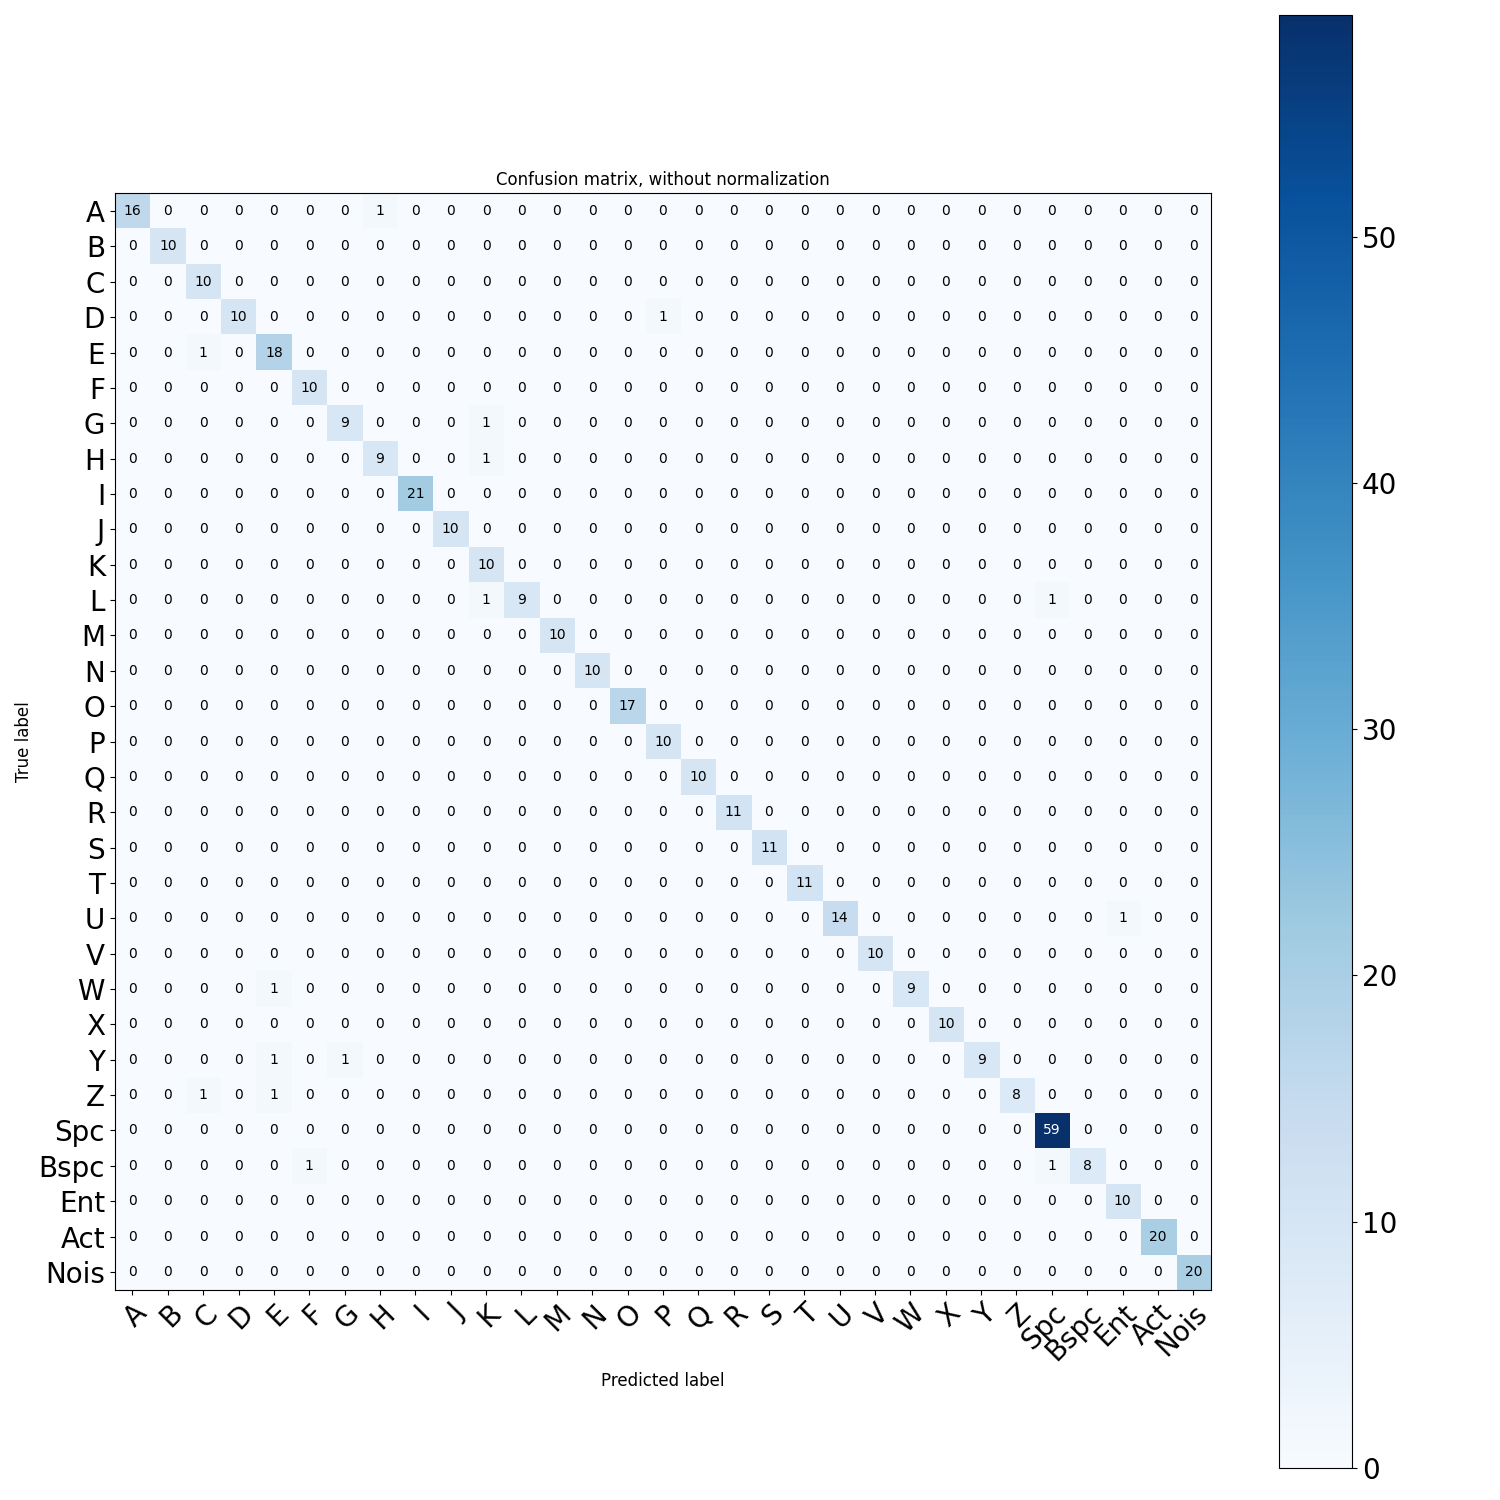 Confusion matrix, without normalization
True label
A 16 0 0 0 0 0 0 1 0 0 0 0 0 0 0 0 0 0 0 0 0 0 0 0 0 0 0 0 0 0 0
B 0 10 0 0 0 0 0 0 0 0 0 0 0 0 0 0 0 0 0 0 0 0 0 0 0 0 0 0 0 0 0
C 0 0 10 0 0 0 0 0 0 0 0 0 0 0 0 0 0 0 0 0 0 0 0 0 0 0 0 0 0 0 0
D 0 0 0 10 0 0 0 0 0 0 0 0 0 0 0 1 0 0 0 0 0 0 0 0 0 0 0 0 0 0 0
E 0 0 1 0 18 0 0 0 0 0 0 0 0 0 0 0 0 0 0 0 0 0 0 0 0 0 0 0 0 0 0
F 0 0 0 0 0 10 0 0 0 0 0 0 0 0 0 0 0 0 0 0 0 0 0 0 0 0 0 0 0 0 0
G 0 0 0 0 0 0 9 0 0 0 1 0 0 0 0 0 0 0 0 0 0 0 0 0 0 0 0 0 0 0 0
H 0 0 0 0 0 0 0 9 0 0 1 0 0 0 0 0 0 0 0 0 0 0 0 0 0 0 0 0 0 0 0
I 0 0 0 0 0 0 0 0 21 0 0 0 0 0 0 0 0 0 0 0 0 0 0 0 0 0 0 0 0 0 0
J 0 0 0 0 0 0 0 0 0 10 0 0 0 0 0 0 0 0 0 0 0 0 0 0 0 0 0 0 0 0 0
K 0 0 0 0 0 0 0 0 0 0 10 0 0 0 0 0 0 0 0 0 0 0 0 0 0 0 0 0 0 0 0
L 0 0 0 0 0 0 0 0 0 0 1 9 0 0 0 0 0 0 0 0 0 0 0 0 0 0 1 0 0 0 0
M 0 0 0 0 0 0 0 0 0 0 0 0 10 0 0 0 0 0 0 0 0 0 0 0 0 0 0 0 0 0 0
N 0 0 0 0 0 0 0 0 0 0 0 0 0 10 0 0 0 0 0 0 0 0 0 0 0 0 0 0 0 0 0
O 0 0 0 0 0 0 0 0 0 0 0 0 0 0 17 0 0 0 0 0 0 0 0 0 0 0 0 0 0 0 0
P 0 0 0 0 0 0 0 0 0 0 0 0 0 0 0 10 0 0 0 0 0 0 0 0 0 0 0 0 0 0 0
Q 0 0 0 0 0 0 0 0 0 0 0 0 0 0 0 0 10 0 0 0 0 0 0 0 0 0 0 0 0 0 0
R 0 0 0 0 0 0 0 0 0 0 0 0 0 0 0 0 0 11 0 0 0 0 0 0 0 0 0 0 0 0 0
S 0 0 0 0 0 0 0 0 0 0 0 0 0 0 0 0 0 0 11 0 0 0 0 0 0 0 0 0 0 0 0
T 0 0 0 0 0 0 0 0 0 0 0 0 0 0 0 0 0 0 0 11 0 0 0 0 0 0 0 0 0 0 0
U 0 0 0 0 0 0 0 0 0 0 0 0 0 0 0 0 0 0 0 0 14 0 0 0 0 0 0 0 1 0 0
V 0 0 0 0 0 0 0 0 0 0 0 0 0 0 0 0 0 0 0 0 0 10 0 0 0 0 0 0 0 0 0
W 0 0 0 0 1 0 0 0 0 0 0 0 0 0 0 0 0 0 0 0 0 0 9 0 0 0 0 0 0 0 0
X 0 0 0 0 0 0 0 0 0 0 0 0 0 0 0 0 0 0 0 0 0 0 0 10 0 0 0 0 0 0 0
Y 0 0 0 0 1 0 1 0 0 0 0 0 0 0 0 0 0 0 0 0 0 0 0 0 9 0 0 0 0 0 0
Z 0 0 1 0 1 0 0 0 0 0 0 0 0 0 0 0 0 0 0 0 0 0 0 0 0 8 0 0 0 0 0
Spc 0 0 0 0 0 0 0 0 0 0 0 0 0 0 0 0 0 0 0 0 0 0 0 0 0 0 59 0 0 0 0
Bspc 0 0 0 0 0 1 0 0 0 0 0 0 0 0 0 0 0 0 0 0 0 0 0 0 0 0 1 8 0 0 0
Ent 0 0 0 0 0 0 0 0 0 0 0 0 0 0 0 0 0 0 0 0 0 0 0 0 0 0 0 0 10 0 0
Act 0 0 0 0 0 0 0 0 0 0 0 0 0 0 0 0 0 0 0 0 0 0 0 0 0 0 0 0 0 20 0
Nois 0 0 0 0 0 0 0 0 0 0 0 0 0 0 0 0 0 0 0 0 0 0 0 0 0 0 0 0 0 0 20
A B C D E F G H I J K L M N O P Q R S T U V W X Y Z Spc Bspc Ent Act Nois
Predicted label
50
40
30
20
10
0